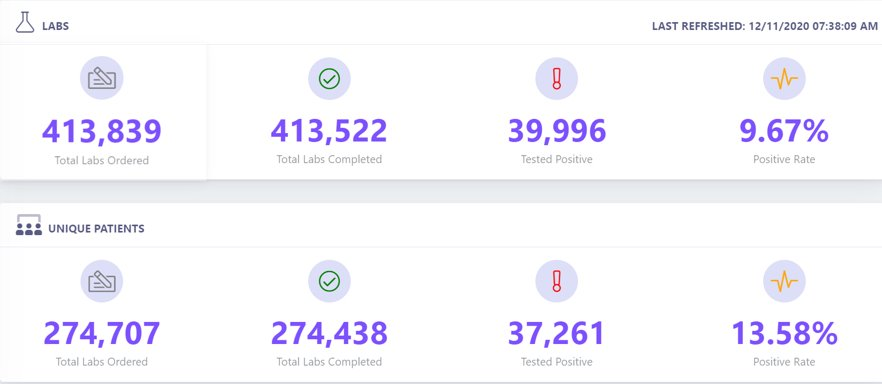 LABS
LAST REFRESHED: 12/11/2020 07:38:09 AM
413,839
413,522
39,996
9.67%
Total Labs Ordered
Total Labs Completed
Tested Positive
Positive Rate
UNIQUE PATIENTS
274,707
274,438
37,261
13.58%
Total Labs Ordered
Total Labs Completed
Tested Positive
Positive Rate